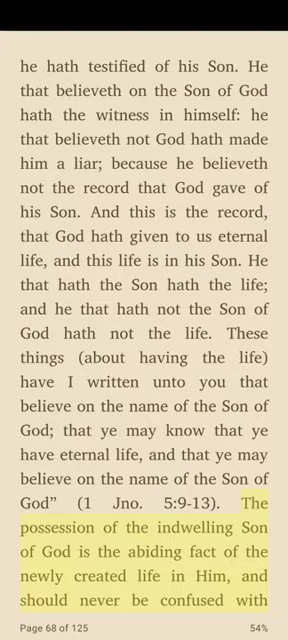 he hath testified of his Son. He
that believeth on the Son of God
hath the witness in himself: he
that believeth not God hath made
him a liar; because he believeth
not the record that God gave of
his Son. And this is the record,
that God hath given to us eternal
life, and this life is in his Son. He
that hath the Son hath the life;
and he that hath not the Son of
God hath not the life. These
things (about having the life)
have I written unto you that
believe on the name of the Son of
God; that ye may know that ye
have eternal life, and that ye may
believe on the name of the Son of
God” (1 Jno. 5:9-13). The
possession of the indwelling Son
of God is the abiding fact of the
newly created life in Him, and
should never be confused with
Page 68 of 125 54%